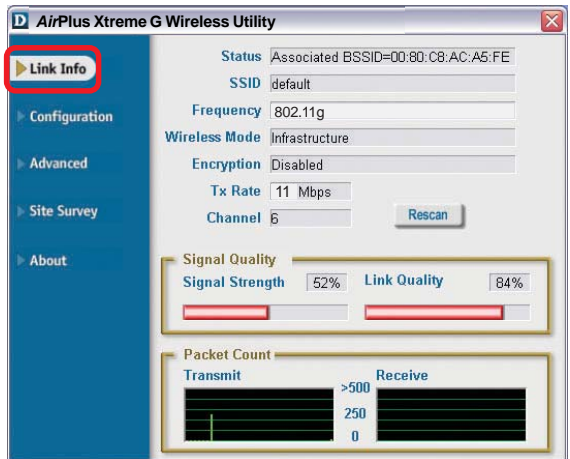 D AirPlus Xtreme G Wireless Utility
Link Info
Configuration
Advanced
Site Survey
About
Status Associated BSSID=00:80:C8:AC:A5:FE
SSID default
Frequency 802.11g
Wireless Mode Infrastructure
Encryption Disabled
Tx Rate 11 Mbps
Channel 6 Rescan
Signal Quality
Signal Strength 52% Link Quality 84%
Packet Count
Transmit Receive
>500
250
0